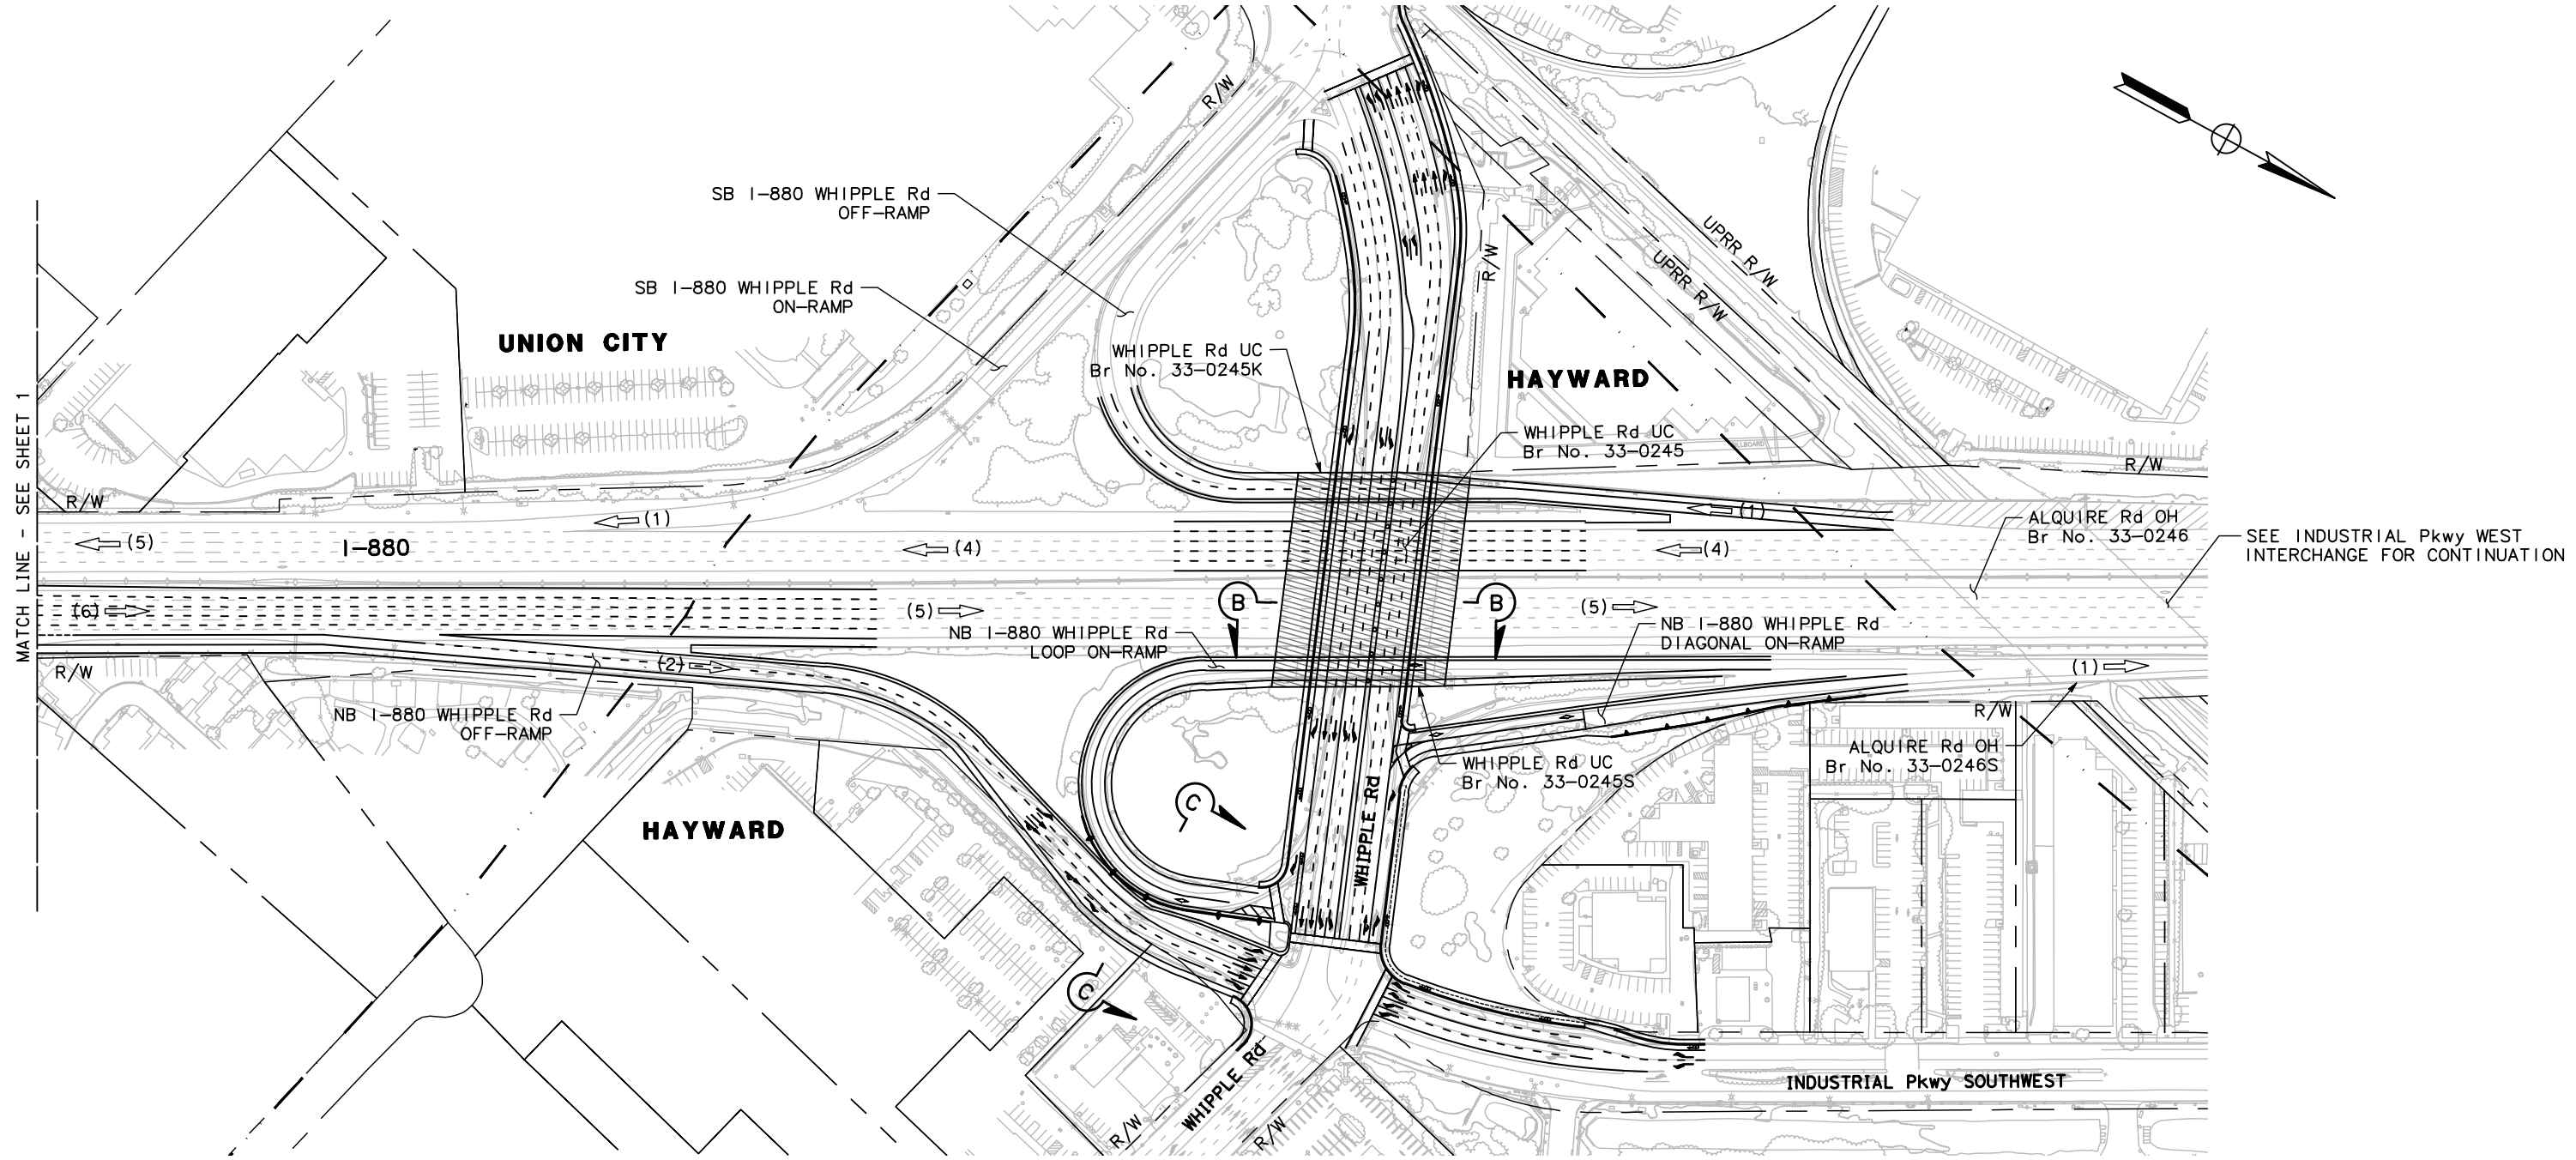 R/W
SB I-880 WHIPPLE Rd
OFF-RAMP
SB I-880 WHIPPLE Rd
ON-RAMP
UNION CITY
WHIPPLE Rd UC
Br No. 33-0245K
R/W
UPRR R/W
UPRR R/W
HAYWARD
WHIPPLE Rd UC
Br No. 33-0245
R/W
MATCH LINE - SEE SHEET 1
R/W
(1)
(1)
ALQUIRE Rd OH
Br No. 33-0246
SEE INDUSTRIAL Pkwy WEST
INTERCHANGE FOR CONTINUATION
(5)
I-880
(4)
(4)
(6)
(5)
B
B
(5)
NB I-880 WHIPPLE Rd
LOOP ON-RAMP
NB I-880 WHIPPLE Rd
DIAGONAL ON-RAMP
R/W
(2)
(1)
NB I-880 WHIPPLE Rd
OFF-RAMP
R/W
ALQUIRE Rd OH
Br No. 33-0246S
WHIPPLE Rd UC
Br No. 33-0245S
C
HAYWARD
WHIPPLE Rd
C
WHIPPLE Rd
R/W
R/W
INDUSTRIAL Pkwy SOUTHWEST